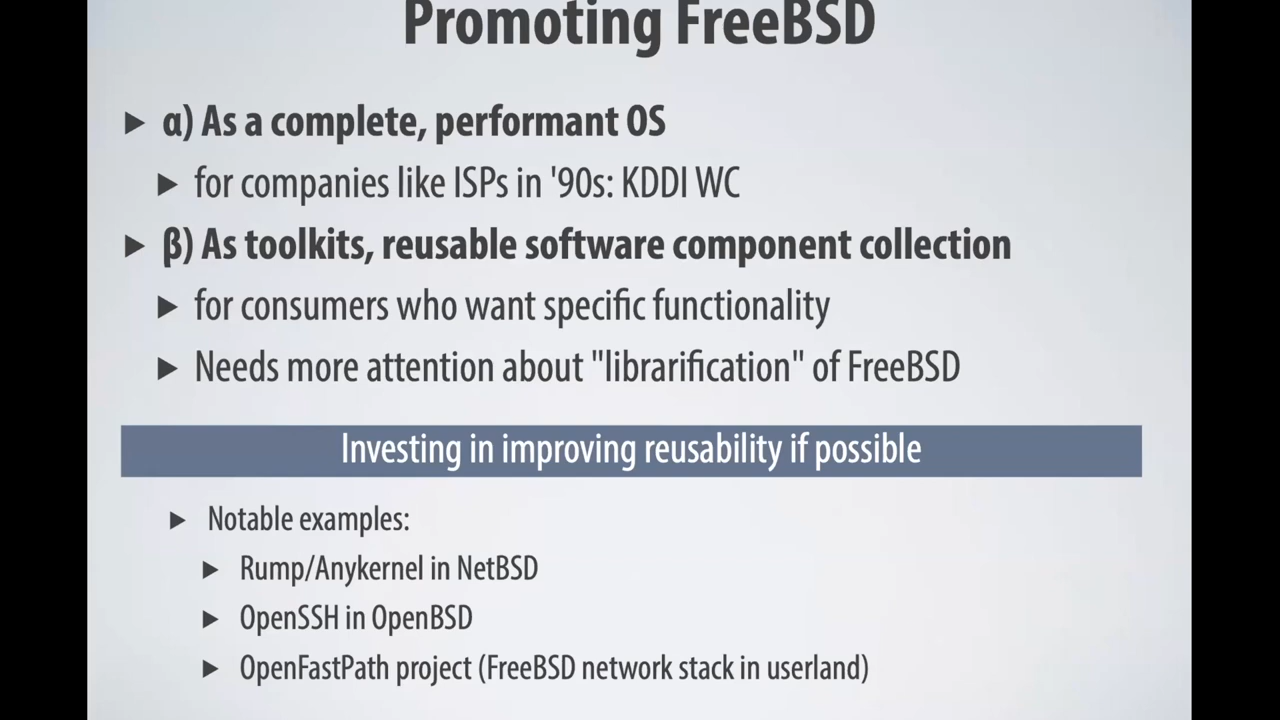 Promoting FreeBSD
▶ α) As a complete, performant OS
▶ for companies like ISPs in '90s: KDDI WC
▶ β) As toolkits, reusable software component collection
▶ for consumers who want specific functionality
▶ Needs more attention about "librarification" of FreeBSD
Investing in improving reusability if possible
▶ Notable examples:
▶ Rump/Anykernel in NetBSD
▶ OpenSSH in OpenBSD
▶ OpenFastPath project (FreeBSD network stack in userland)